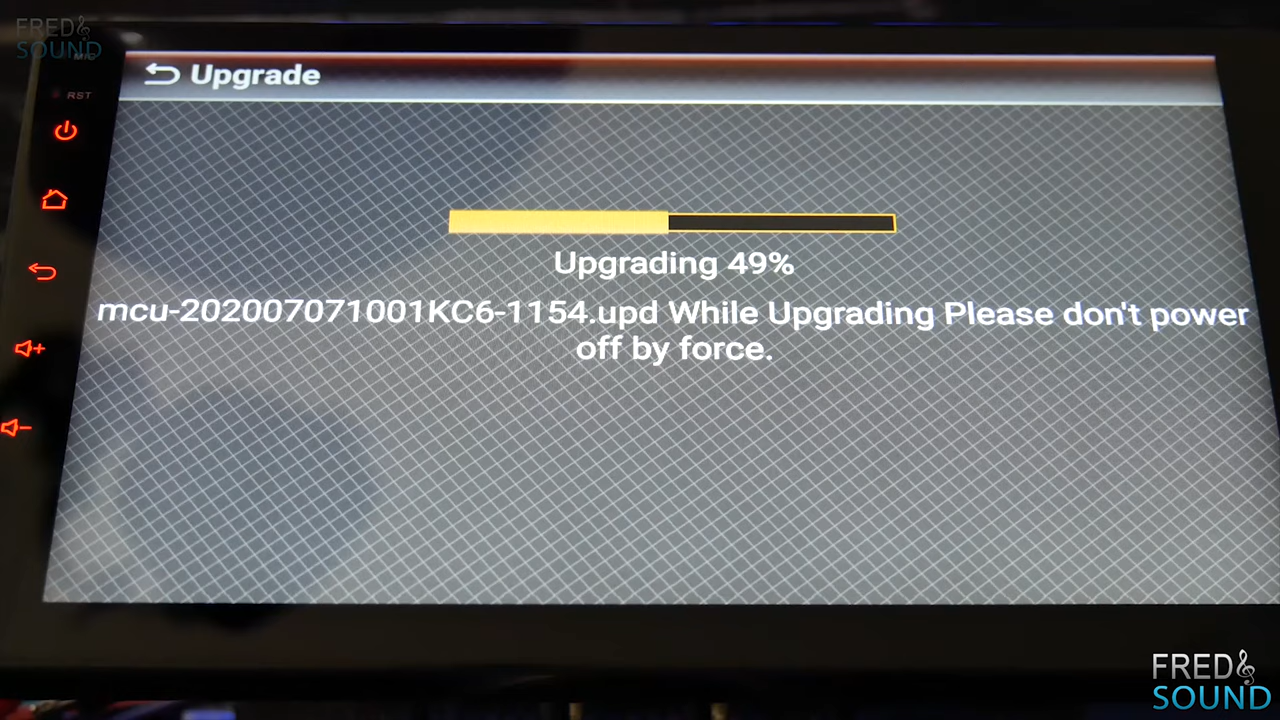 FRED
SOUND
MIC
RST
Upgrade
Upgrading 49%
mcu-202007071001KC6-1154.upd While Upgrading Please don't power
off by force.
FRED
SOUND